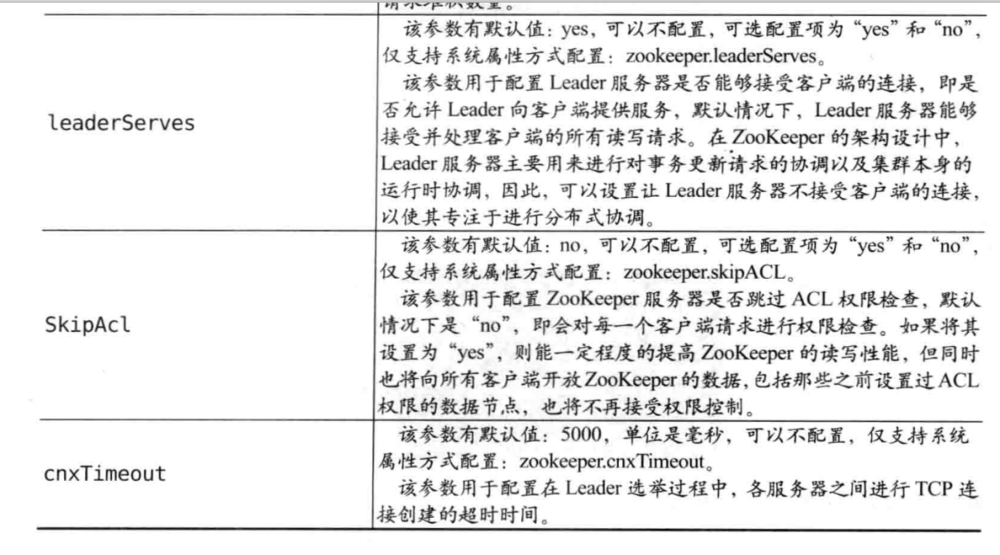 请求堆积数量。
该参数有默认值：yes，可以不配置，可选配置项为“yes”和“no”，
仅支持系统属性方式配置：zookeeper.leaderServes。
该参数用于配置 Leader 服务器是否能够接受客户端的连接，即是
否允许 Leader 向客户端提供服务，默认情况下，Leader 服务器能够
leaderServes
接受并处理客户端的所有读写请求。在 ZooKeeper 的架构设计中，
Leader 服务器主要用来进行对事务更新请求的协调以及集群本身的
运行时协调，因此，可以设置让 Leader 服务器不接受客户端的连接，
以使其专注于进行分布式协调。
该参数有默认值：no，可以不配置，可选配置项为“yes”和“no”，
仅支持系统属性方式配置：zookeeper.skipACL。
该参数用于配置 ZooKeeper 服务器是否跳过 ACL 权限检查，默认
SkipAcl
情况下是“no”，即会对每一个客户端请求进行权限检查。如果将其
设置为“yes”，则能一定程度的提高 ZooKeeper 的读写性能，但同时
也将向所有客户端开放 ZooKeeper 的数据，包括那些之前设置过 ACL
权限的数据节点，也将不再接受权限控制。
该参数有默认值：5000，单位是毫秒，可以不配置，仅支持系统
属性方式配置：zookeeper.cnxTimeout。
cnxTimeout
该参数用于配置在 Leader 选举过程中，各服务器之间进行 TCP 连
接创建的超时时间。